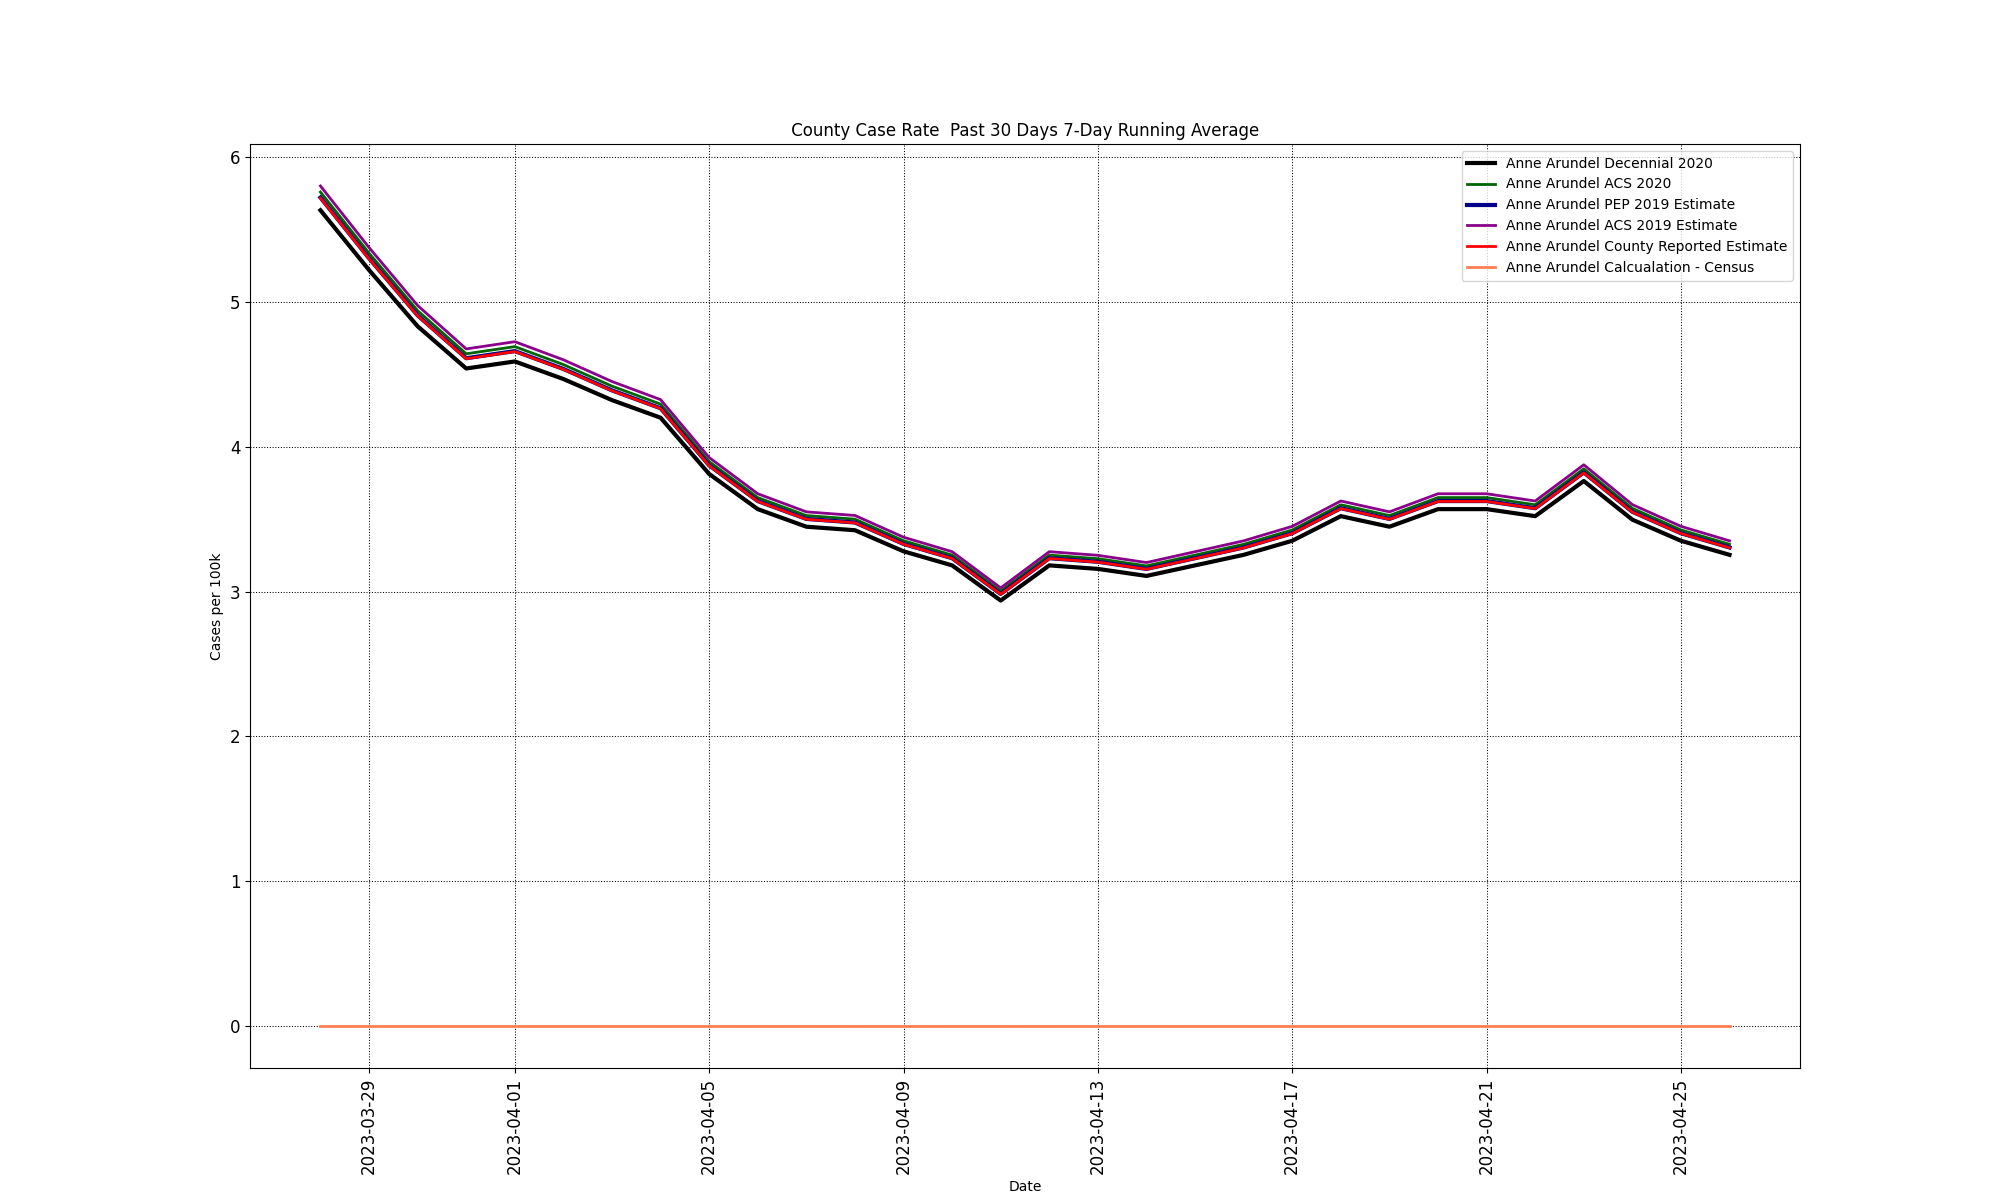 County Case Rate  Past 30 Days 7-Day Running Average
6
5
4
3
2
1
0
Cases per 100k
Anne Arundel Decennial 2020
Anne Arundel ACS 2020
Anne Arundel PEP 2019 Estimate
Anne Arundel ACS 2019 Estimate
Anne Arundel County Reported Estimate
Anne Arundel Calcualation - Census
2023-03-29
2023-04-01
2023-04-05
2023-04-09
2023-04-13
2023-04-17
2023-04-21
2023-04-25
Date